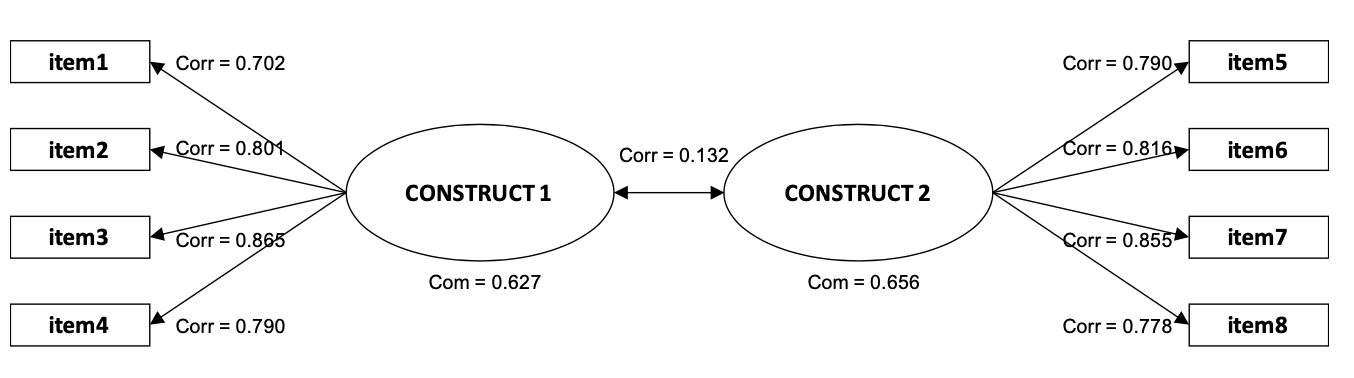 item1
Corr = 0.702
item2
Corr = 0.801
item3
Corr = 0.865
item4
Corr = 0.790
CONSTRUCT 1
Com = 0.627
Corr = 0.132
CONSTRUCT 2
Com = 0.656
Corr = 0.790
item5
Corr = 0.816
item6
Corr = 0.855
item7
Corr = 0.778
item8